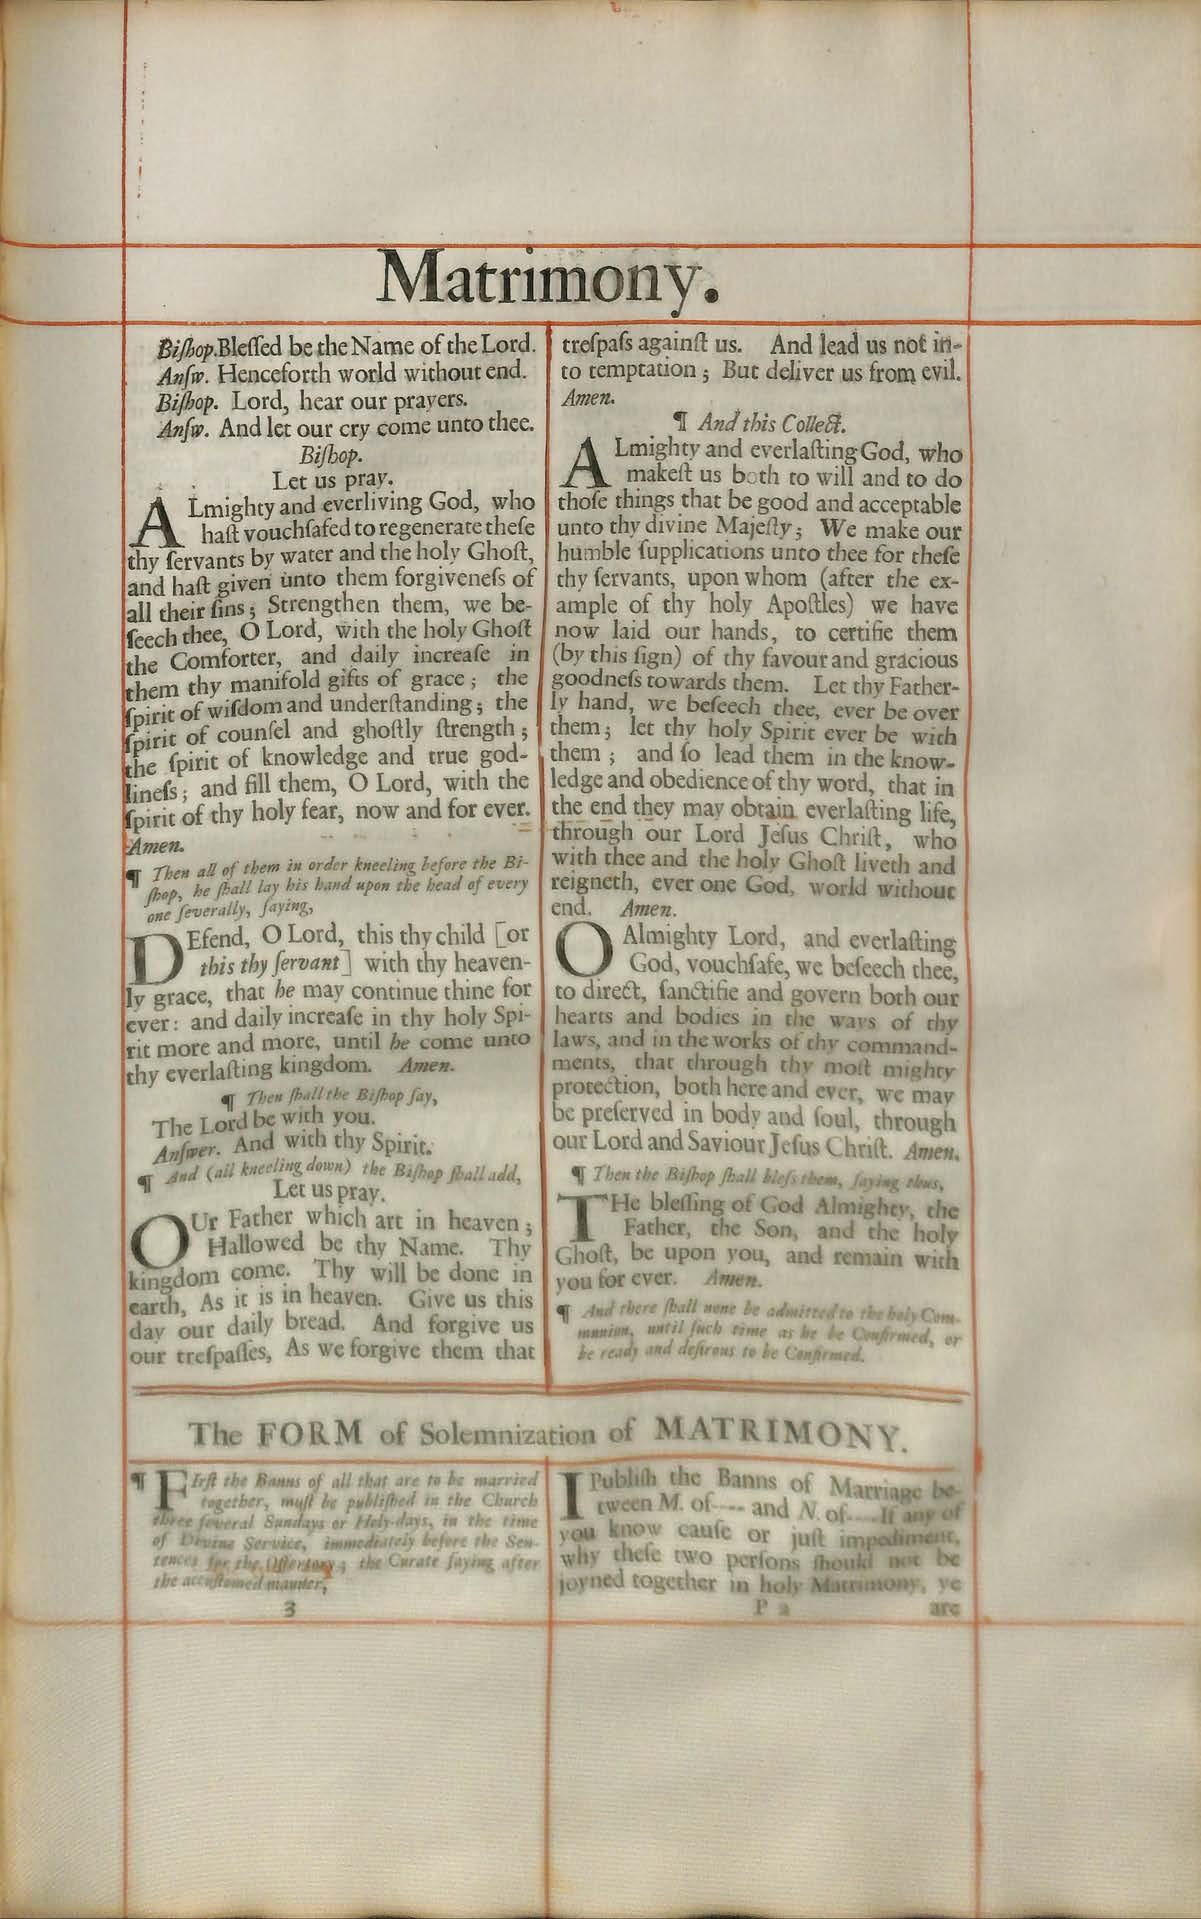 Matrimony.
Biſhop. Bleſſed be the Name of the Lord.
Anſw. Henceforth world without end.
Biſhop. Lord, hear our prayers.
Anſw. And let our cry come unto thee.
Biſhop.
Let us pray.
ALmighty and everliving God, who
haſt vouchſafed to regenerate theſe
thy ſervants by water and the holy Ghoſt,
and haſt given unto them forgiveneſs of
all their ſins; Strengthen them, we be-
ſeech thee, O Lord, with the holy Ghoſt
the Comforter, and daily increaſe in
them thy manifold gifts of grace; the
ſpirit of wiſdom and underſtanding; the
ſpirit of counſel and ghoſtly ſtrength;
the ſpirit of knowledge and true god-
lineſs; and fill them, O Lord, with the
ſpirit of thy holy fear, now and for ever.
Amen.
¶ Then all of them in order kneeling before the Bi-
ſhop, he ſhall lay his hand upon the head of every
one ſeverally, ſaying,
DEfend, O Lord, this thy child [or
this thy ſervant] with thy heaven-
ly grace, that he may continue thine for
ever: and daily increaſe in thy holy Spi-
rit more and more, until he come unto
thy everlaſting kingdom. Amen.
¶ Then ſhall the Biſhop ſay,
The Lord be with you.
Anſwer. And with thy Spirit.
¶ And (all kneeling down) the Biſhop ſhall add,
Let us pray.
OUr Father which art in heaven;
Hallowed be thy Name. Thy
kingdom come. Thy will be done in
earth, As it is in heaven. Give us this
day our daily bread. And forgive us
our treſpaſſes, As we forgive them that
treſpaſs againſt us. And lead us not in-
to temptation; But deliver us from evil.
Amen.
¶ And this Collect.
ALmighty and everlaſting God, who
makeſt us both to will and to do
thoſe things that be good and acceptable
unto thy divine Majeſty; We make our
humble ſupplications unto thee for theſe
thy ſervants, upon whom (after the ex-
ample of thy holy Apoſtles) we have
now laid our hands, to certifie them
(by this ſign) of thy favour and gracious
goodneſs towards them. Let thy Father-
ly hand, we beſeech thee, ever be over
them; let thy holy Spirit ever be with
them; and ſo lead them in the know-
ledge and obedience of thy word, that in
the end they may obtain everlaſting life,
through our Lord Jeſus Chriſt, who
with thee and the holy Ghoſt liveth and
reigneth, ever one God, world without
end. Amen.
O Almighty Lord, and everlaſting
God, vouchſafe, we beſeech thee,
to direct, ſanctifie and govern both our
hearts and bodies in the ways of thy
laws, and in the works of thy command-
ments, that through thy moſt mighty
protection, both here and ever, we may
be preſerved in body and ſoul, through
our Lord and Saviour Jeſus Chriſt. Amen.
¶ Then the Biſhop ſhall bleſs them, ſaying thus,
THe bleſſing of God Almighty, the
Father, the Son, and the holy
Ghoſt, be upon you, and remain with
you for ever. Amen.
¶ And there ſhall none be admitted to the holy Com-
munion, until ſuch time as he be Confirmed, or
be ready and deſirous to be Confirmed.
The FORM of Solemnization of MATRIMONY.
¶ FIrſt the Banns of all that are to be married
together, muſt be publiſhed in the Church
three ſeveral Sundays or Holy-days, in the time
of Divine Service, immediately before the Sen-
tences for the Offertory; the Curate ſaying after
the accuſtomed manner,
3
I Publiſh the Banns of Marriage be-
tween M. of---- and N. of---- If any of
you know cauſe or juſt impediment,
why theſe two perſons ſhould not be
joyned together in holy Matrimony, ye
P 2
are